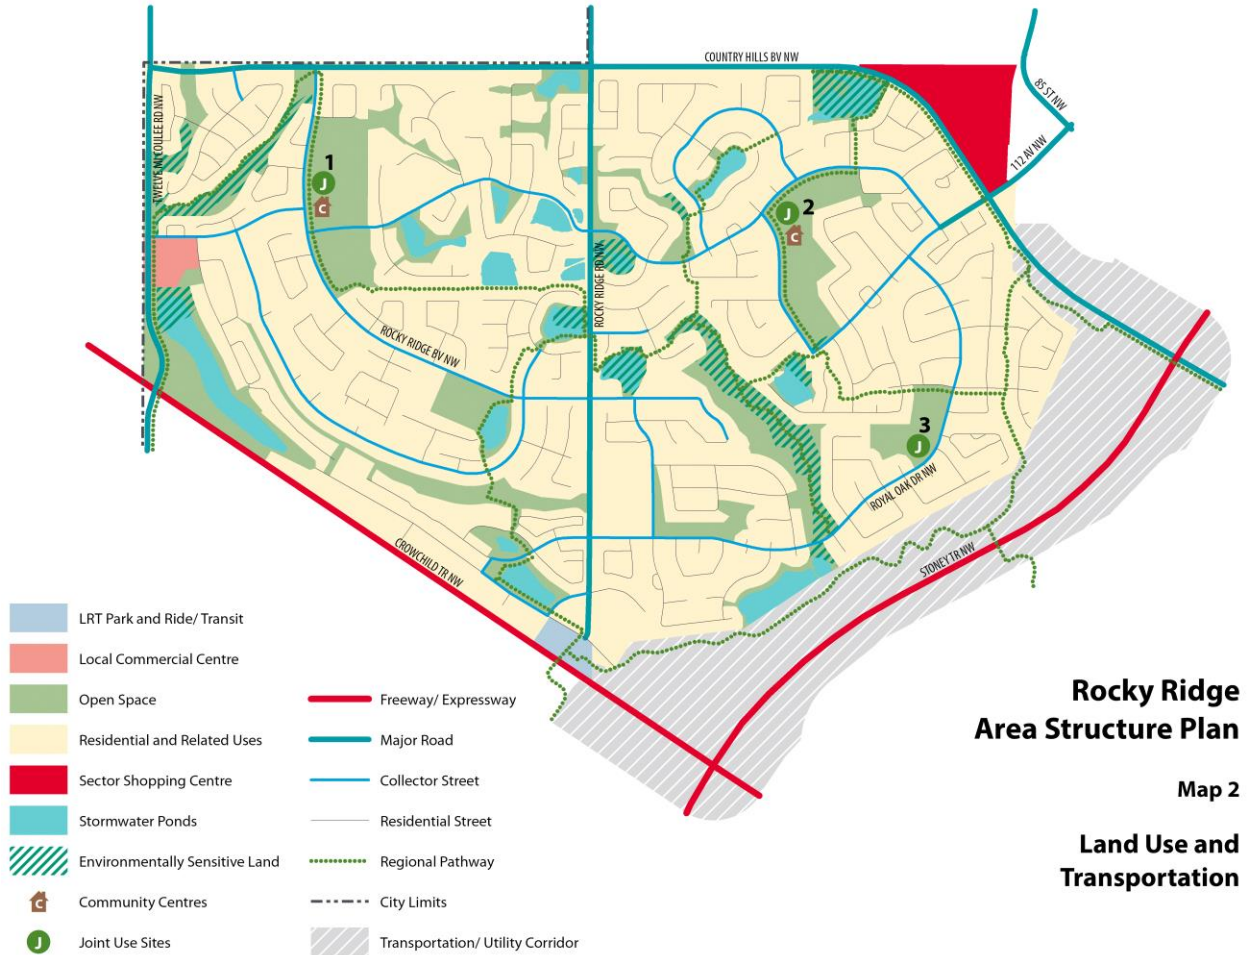 COUNTRY HILLS BV NW
85 ST NW
112 AV NW
TWELVE MI COULEE RD NW
1
J
C
J 2
C
ROCKY RIDGE RD NW
ROCKY RIDGE BV NW
3
J
ROYAL OAK DR NW
CROWCHILD TR NW
STONEY TR NW
LRT Park and Ride/ Transit
Local Commercial Centre
Open Space
Residential and Related Uses
Sector Shopping Centre
Stormwater Ponds
Environmentally Sensitive Land
C Community Centres
J Joint Use Sites
Freeway/ Expressway
Major Road
Collector Street
Residential Street
Regional Pathway
City Limits
Transportation/ Utility Corridor
Rocky Ridge
Area Structure Plan
Map 2
Land Use and
Transportation